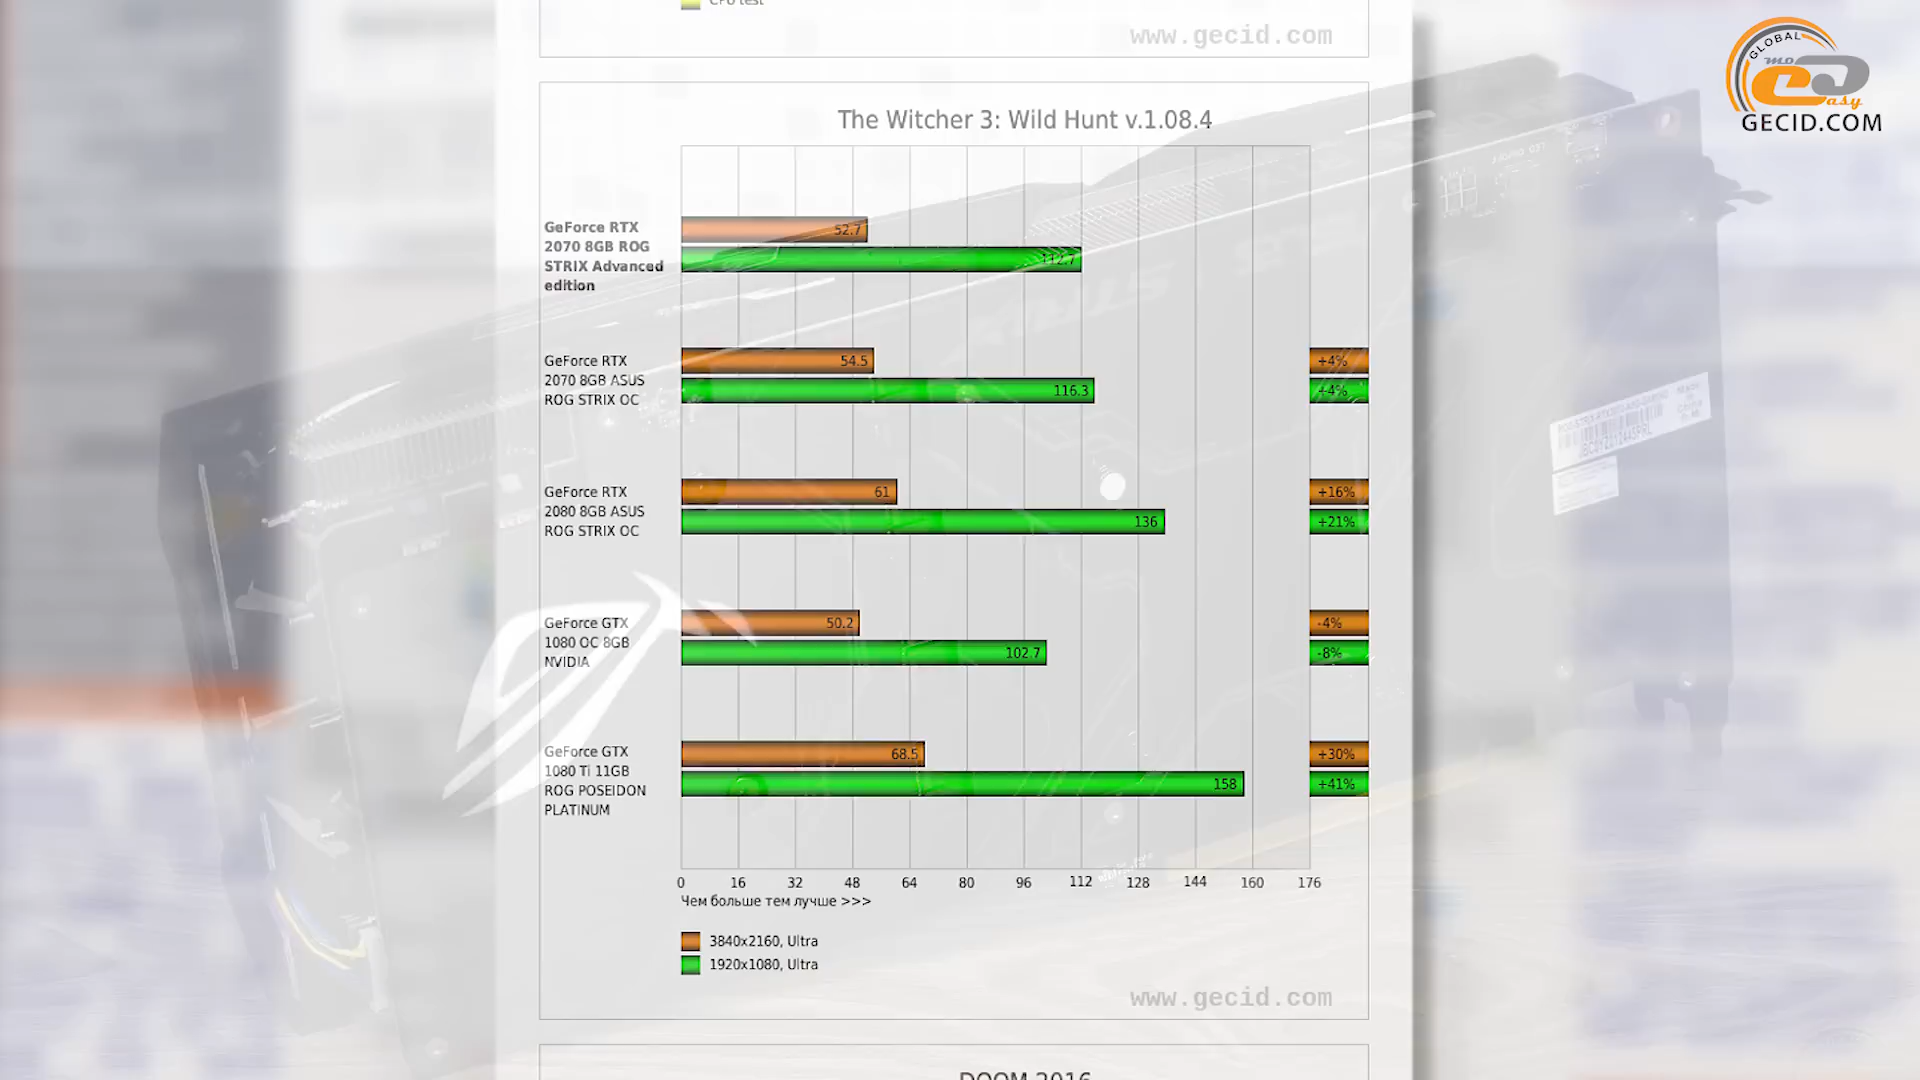 CPU test
www.gecid.com
GLOBAL
easy
GECID.COM
The Witcher 3: Wild Hunt v.1.08.4
GeForce RTX
2070 8GB ROG
STRIX Advanced
edition
52.7
112.7
GeForce RTX
2070 8GB ASUS
ROG STRIX OC
54.5
116.3
+4%
+4%
GeForce RTX
2080 8GB ASUS
ROG STRIX OC
61
136
+16%
+21%
GeForce GTX
1080 OC 8GB
NVIDIA
50.2
102.7
-4%
-8%
GeForce GTX
1080 Ti 11GB
ROG POSEIDON
PLATINUM
68.5
158
+30%
+41%
0 16 32 48 64 80 96 112 128 144 160 176
Чем больше тем лучше >>>
3840x2160, Ultra
1920x1080, Ultra
www.gecid.com
DOOM 2016